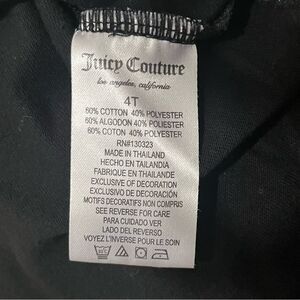 Juicy Couture
los angeles, california
4T
60% COTTON 40% POLYESTER
60% ALGODON 40% POLIESTER
60% COTON 40% POLYESTER
RN#130323
MADE IN THAILAND
HECHO EN TAILANDIA
FABRIQUE EN THAILANDE
EXCLUSIVE OF DECORATION
EXCLUSIVO DE DECORACIÓN
MOTIFS DECORATIFS NON COMPRIS
SEE REVERSE FOR CARE
PARA CUIDADO VER
LADO DEL REVERSO
VOYEZ L'INVERSE POUR LE SOIN